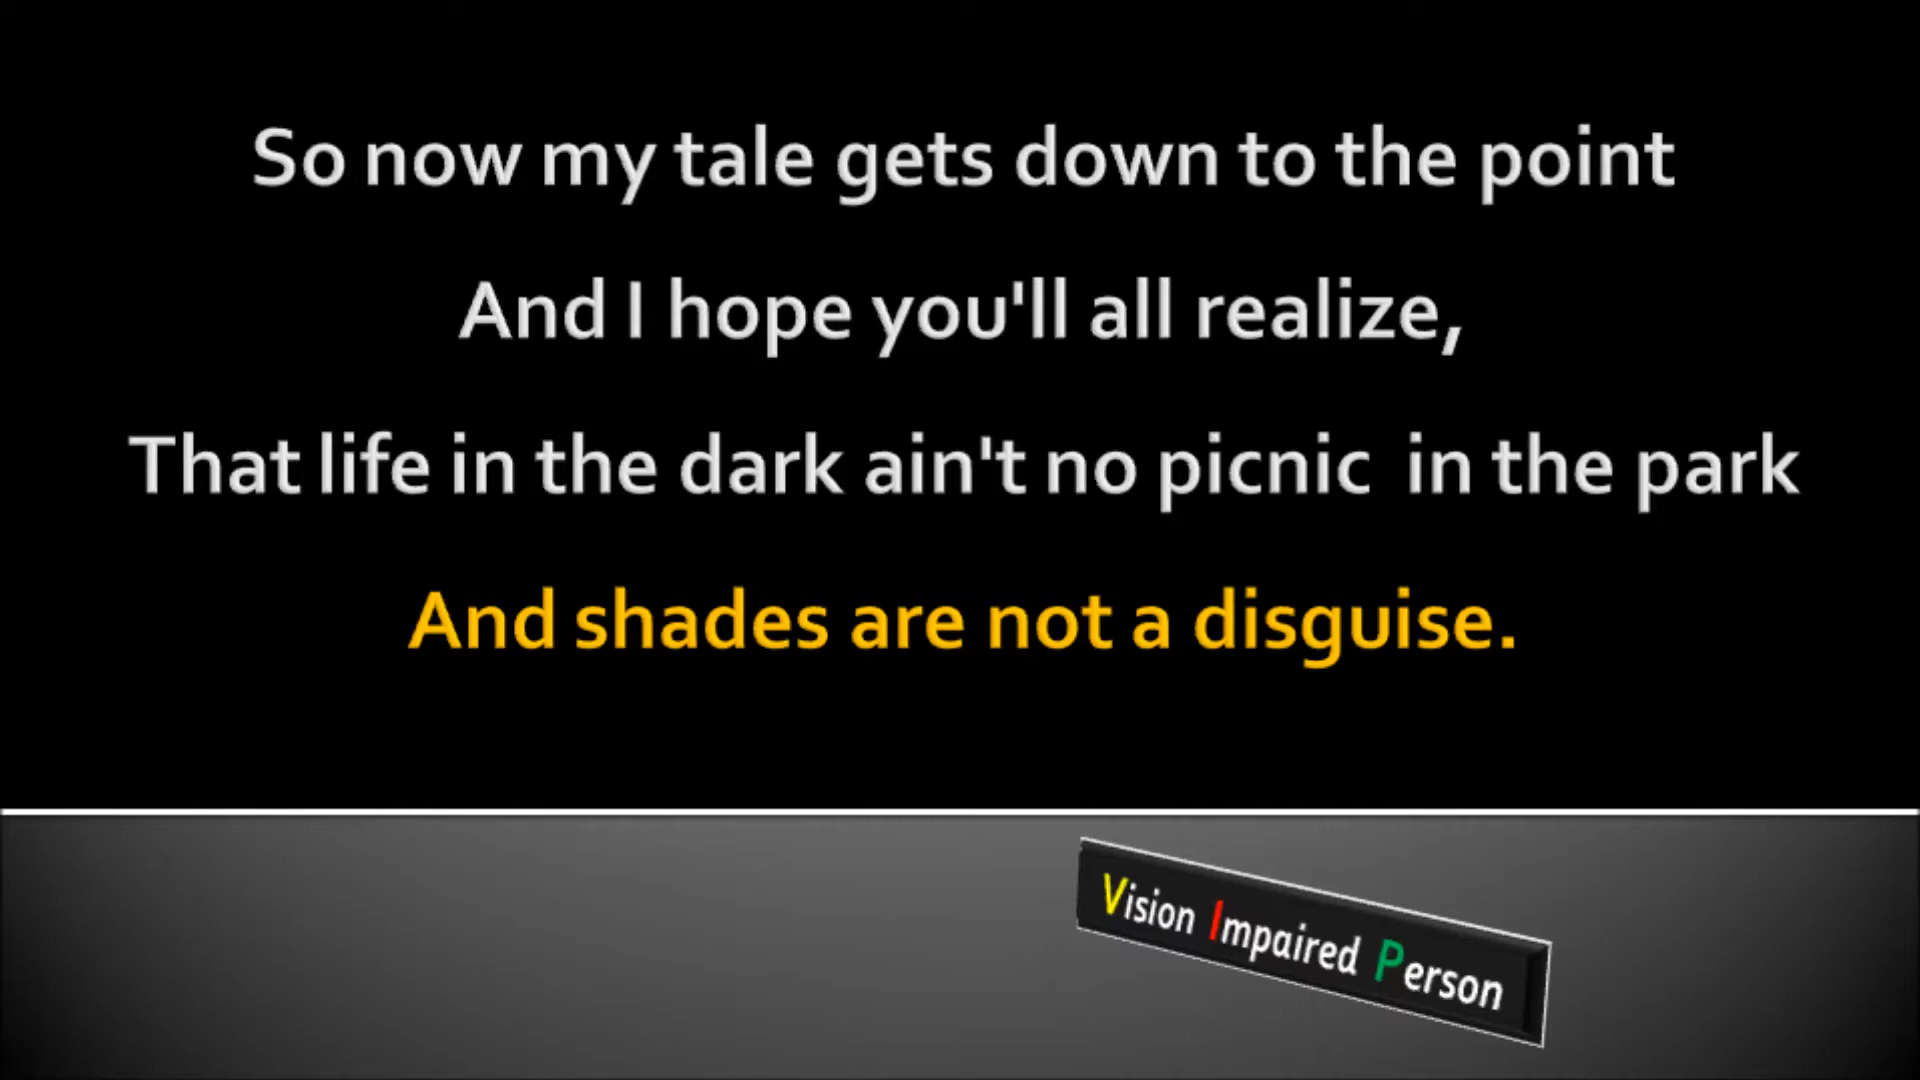 So now my tale gets down to the point
And I hope you'll all realize,
That life in the dark ain't no picnic  in the park
And shades are not a disguise.
Vision Impaired Person